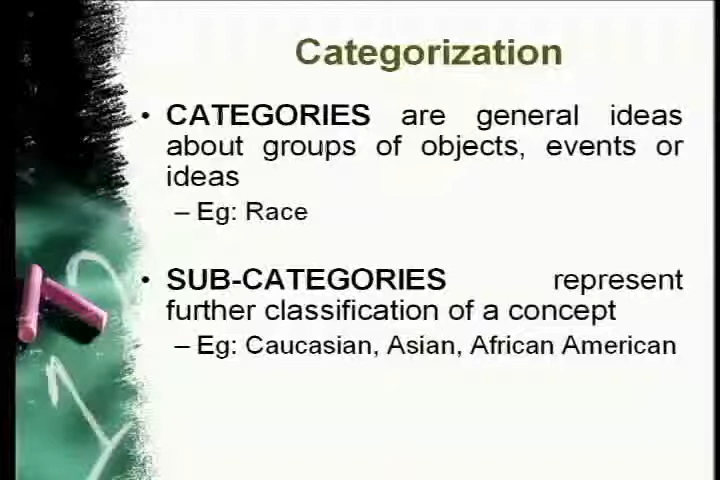 Categorization
• CATEGORIES are general ideas
about groups of objects, events or
ideas
– Eg: Race
• SUB-CATEGORIES represent
further classification of a concept
– Eg: Caucasian, Asian, African American